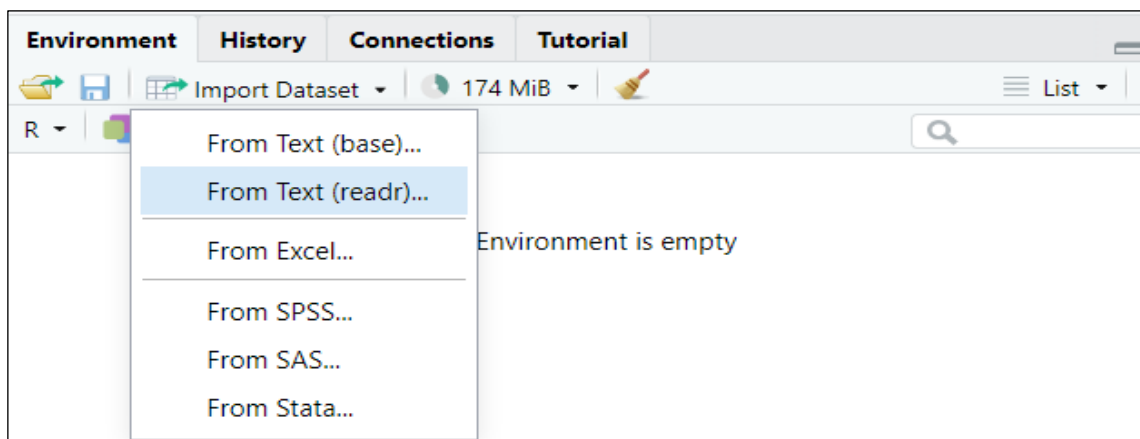 Environment History Connections Tutorial
Import Dataset 174 MiB List
R
From Text (base)...
From Text (readr)...
Environment is empty
From Excel...
From SPSS...
From SAS...
From Stata...